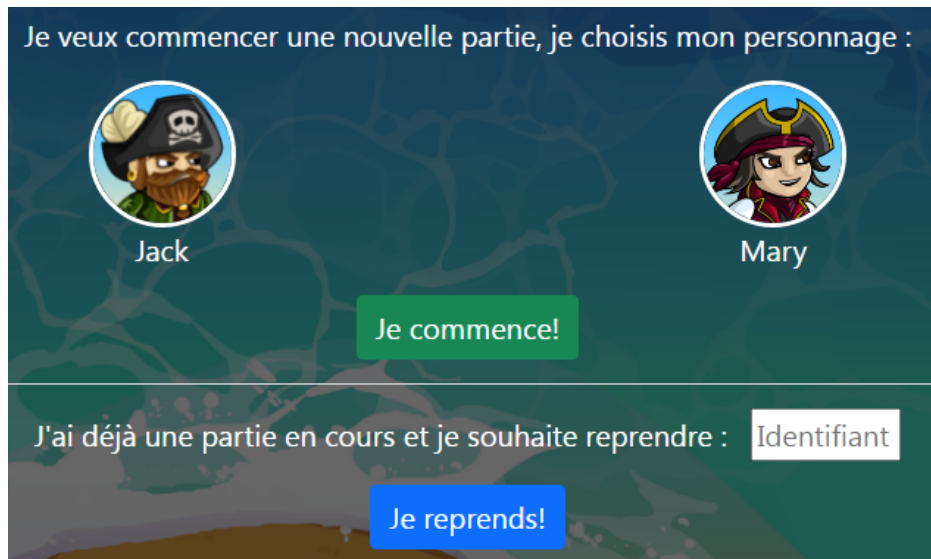 Je veux commencer une nouvelle partie, je choisis mon personnage :
Jack
Mary
Je commence!
J'ai déjà une partie en cours et je souhaite reprendre :
Identifiant
Je reprends!